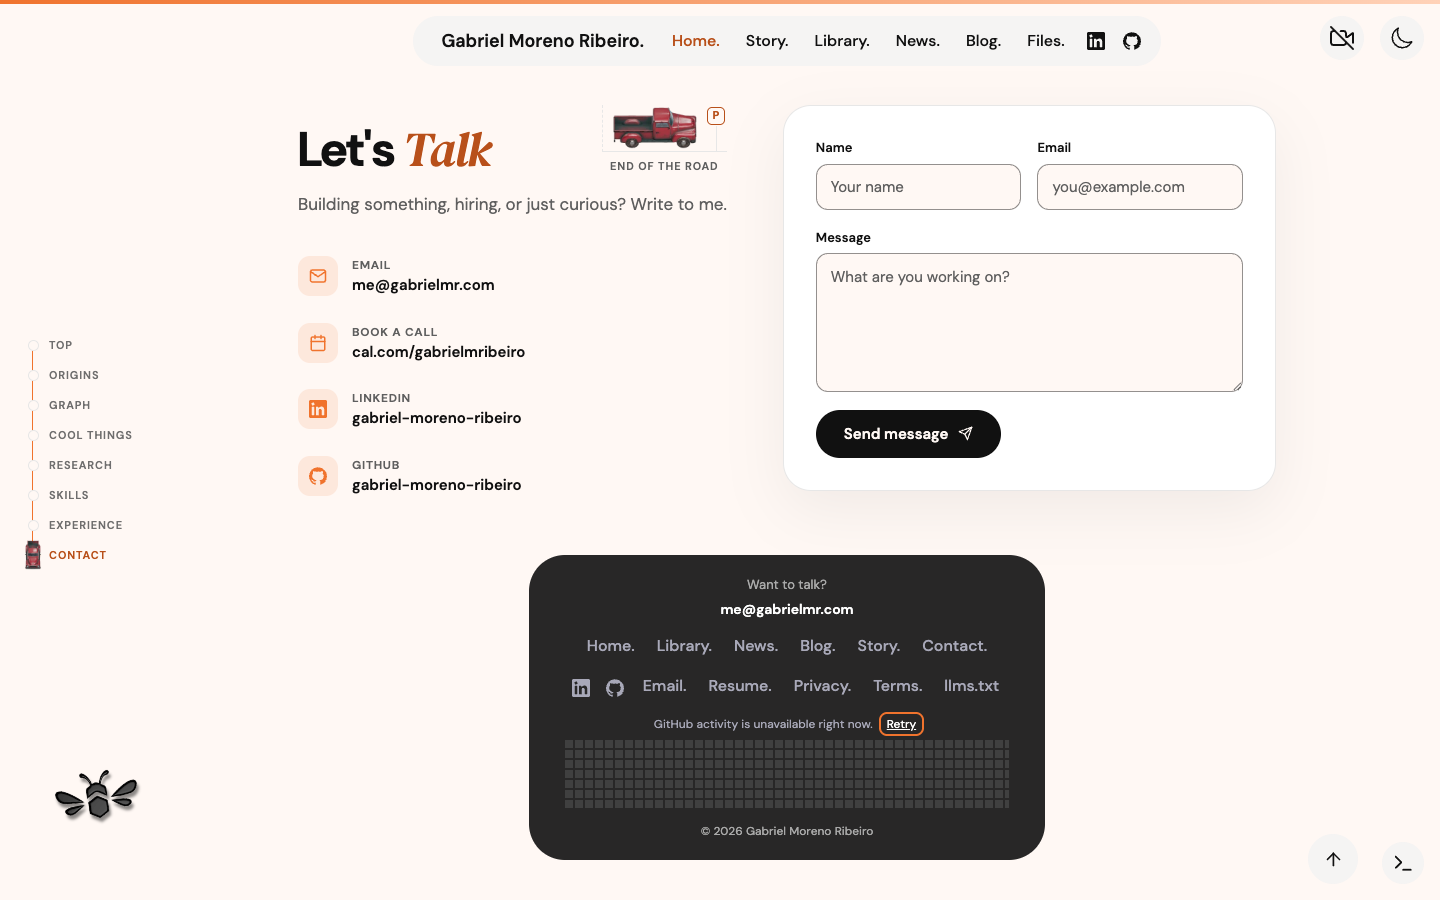 Gabriel Moreno Ribeiro. Home. Story. Library. News. Blog. Files.
Let's Talk
P
END OF THE ROAD
Building something, hiring, or just curious? Write to me.
EMAIL
me@gabrielmr.com
BOOK A CALL
cal.com/gabrielmribeiro
LINKEDIN
gabriel-moreno-ribeiro
GITHUB
gabriel-moreno-ribeiro
Name Email
Your name you@example.com
Message
What are you working on?
Send message
TOP
ORIGINS
GRAPH
COOL THINGS
RESEARCH
SKILLS
EXPERIENCE
CONTACT
Want to talk?
me@gabrielmr.com
Home. Library. News. Blog. Story. Contact.
Email. Resume. Privacy. Terms. llms.txt
GitHub activity is unavailable right now. Retry
© 2026 Gabriel Moreno Ribeiro